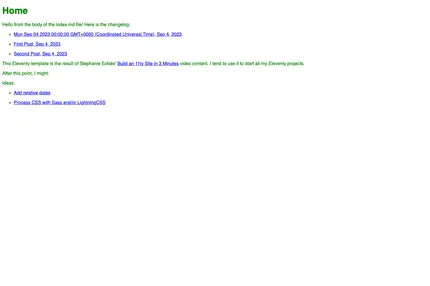 Home
Hello from the body of the index.md file! Here is the changelog:
Mon Sep 04 2023 00:00:00 GMT+0000 (Coordinated Universal Time), Sep 4, 2023
First Post, Sep 4, 2023
Second Post, Sep 4, 2023
This Eleventy template is the result of Stephanie Eckles' Build an 11ty Site in 3 Minutes video content. I tend to use it to start all my Eleventy projects.
After this point, I might:
Ideas:
Add relative dates
Process CSS with Sass and/or LightningCSS